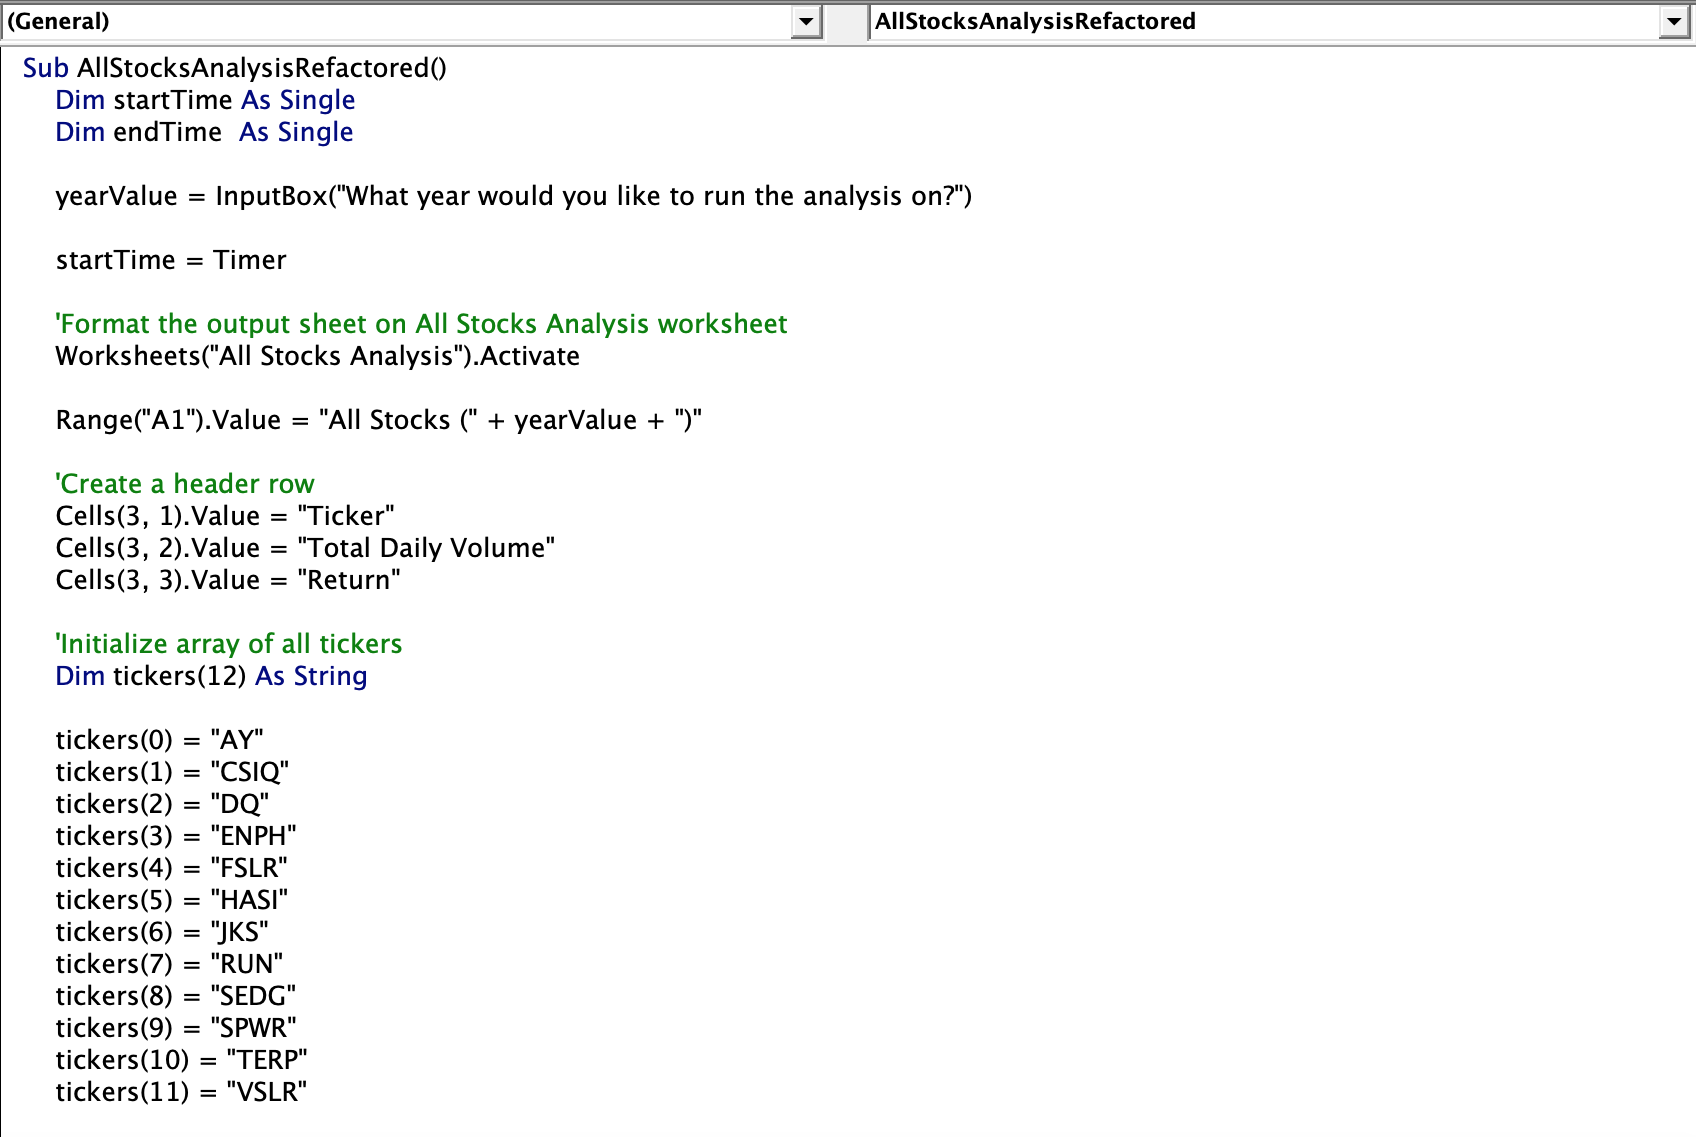 (General) AllStocksAnalysisRefactored
Sub AllStocksAnalysisRefactored()
Dim startTime As Single
Dim endTime  As Single
yearValue = InputBox("What year would you like to run the analysis on?")
startTime = Timer
'Format the output sheet on All Stocks Analysis worksheet
Worksheets("All Stocks Analysis").Activate
Range("A1").Value = "All Stocks (" + yearValue + ")"
'Create a header row
Cells(3, 1).Value = "Ticker"
Cells(3, 2).Value = "Total Daily Volume"
Cells(3, 3).Value = "Return"
'Initialize array of all tickers
Dim tickers(12) As String
tickers(0) = "AY"
tickers(1) = "CSIQ"
tickers(2) = "DQ"
tickers(3) = "ENPH"
tickers(4) = "FSLR"
tickers(5) = "HASI"
tickers(6) = "JKS"
tickers(7) = "RUN"
tickers(8) = "SEDG"
tickers(9) = "SPWR"
tickers(10) = "TERP"
tickers(11) = "VSLR"